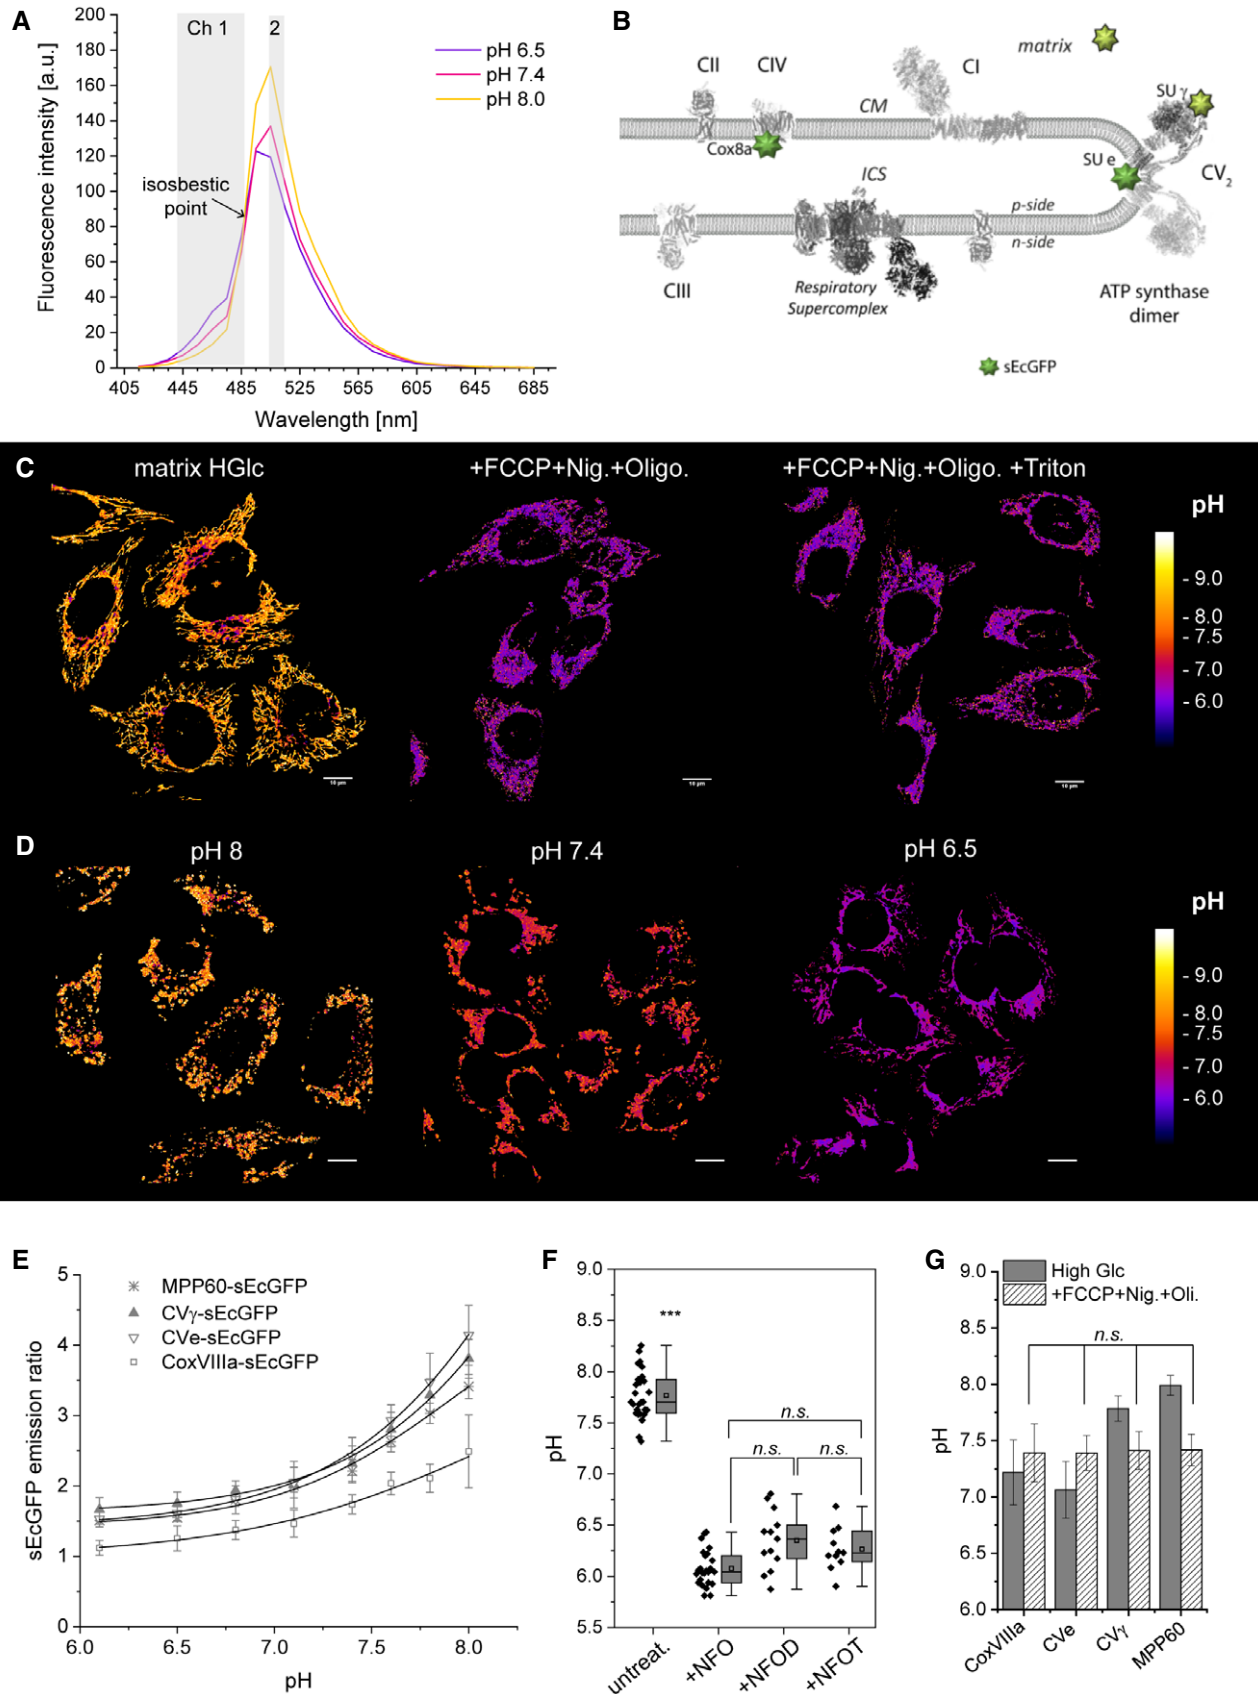 A
Fluorescence intensity [a.u.]
200
180
160
140
120
100
80
60
40
20
0
Ch 1
2
pH 6.5
pH 7.4
pH 8.0
isosbestic
point
405
445
485
525
565
605
645
685
Wavelength [nm]
B
matrix
CII
CIV
CI
CM
SU γ
Cox8a
SU e
CV2
ICS
p-side
n-side
CIII
Respiratory
Supercomplex
ATP synthase
dimer
sEcGFP
C
matrix HGlc
+FCCP+Nig.+Oligo.
+FCCP+Nig.+Oligo. +Triton
pH
- 9.0
- 8.0
- 7.5
- 7.0
- 6.0
10 µm
10 µm
10 µm
D
pH 8
pH 7.4
pH 6.5
pH
- 9.0
- 8.0
- 7.5
- 7.0
- 6.0
E
sEcGFP emission ratio
5
4
3
2
1
0
MPP60-sEcGFP
CVγ-sEcGFP
CVe-sEcGFP
CoxVIIIa-sEcGFP
6.0
6.5
7.0
7.5
8.0
pH
F
pH
9.0
8.5
8.0
7.5
7.0
6.5
6.0
5.5
***
n.s.
n.s.
n.s.
untreat.
+NFO
+NFOD
+NFOT
G
pH
9.0
8.5
8.0
7.5
7.0
6.5
6.0
High Glc
+FCCP+Nig.+Oli.
n.s.
CoxVIIIa
CVe
CVγ
MPP60